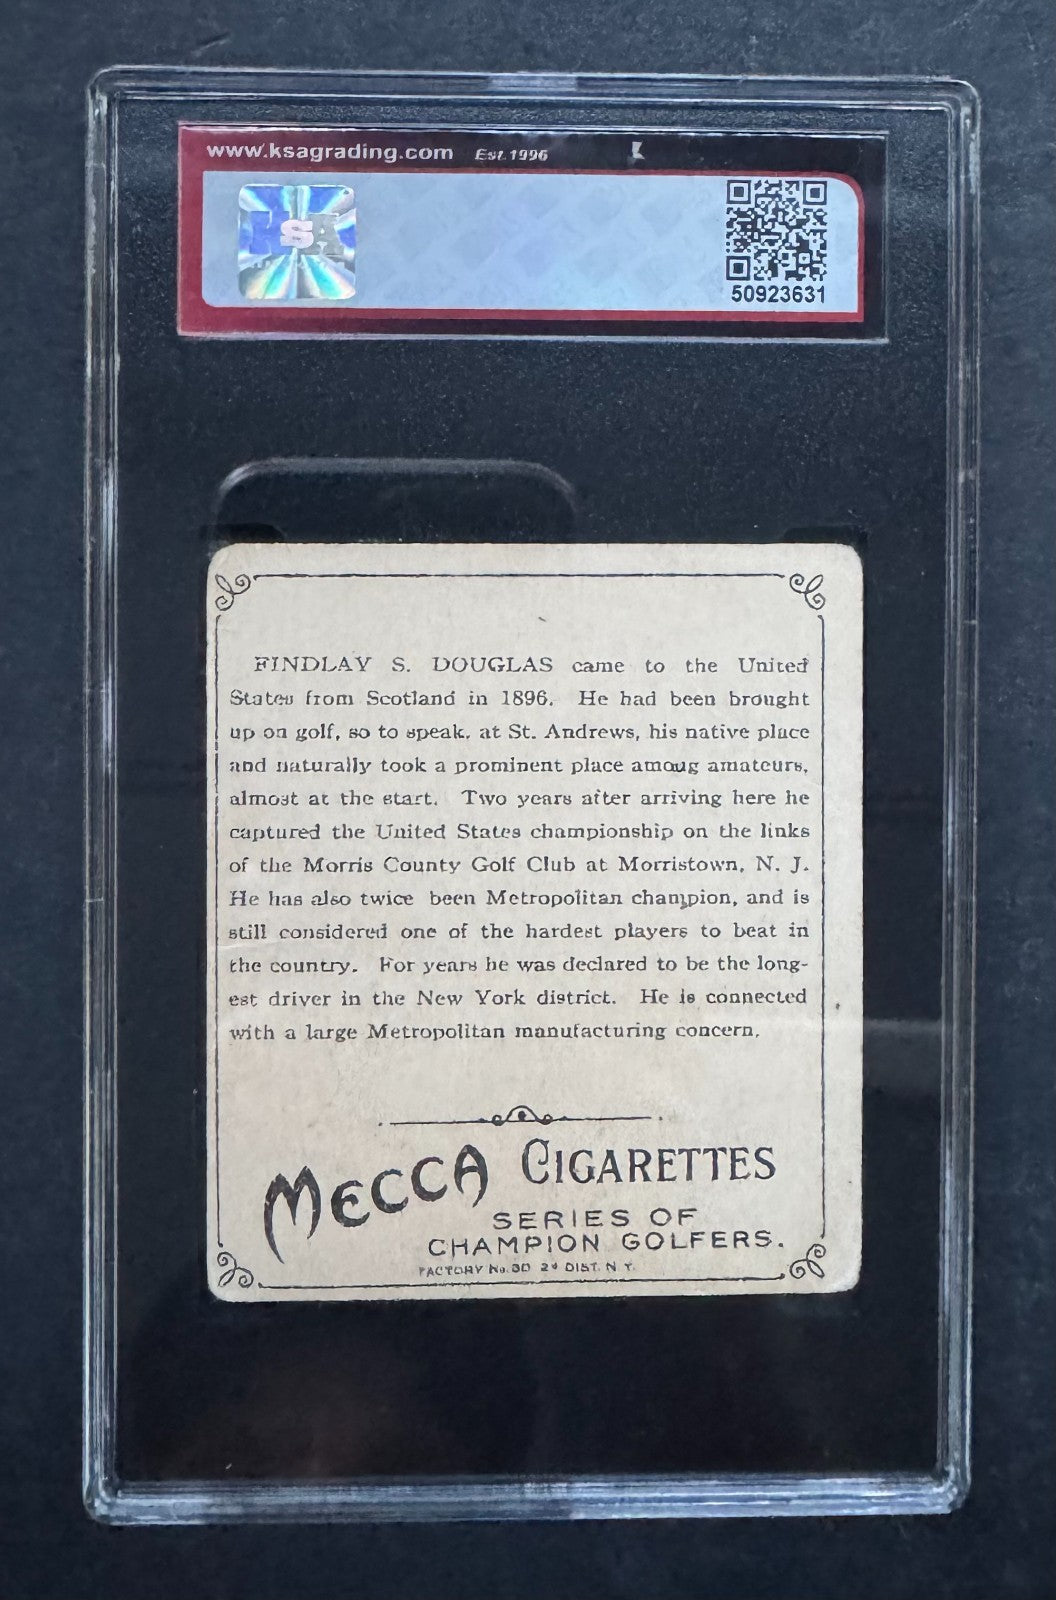 www.ksagrading.com Est.1996
KSA
50923631
FINDLAY S. DOUGLAS came to the United
States from Scotland in 1896. He had been brought
up on golf, so to speak, at St. Andrews, his native place
and naturally took a prominent place among amateurs,
almost at the start. Two years after arriving here he
captured the United States championship on the links
of the Morris County Golf Club at Morristown, N. J.
He has also twice been Metropolitan champion, and is
still considered one of the hardest players to beat in
the country. For years he was declared to be the long-
est driver in the New York district. He is connected
with a large Metropolitan manufacturing concern.
MECCA CIGARETTES
SERIES OF
CHAMPION GOLFERS.
FACTORY No. 30 2d DIST. N. Y.